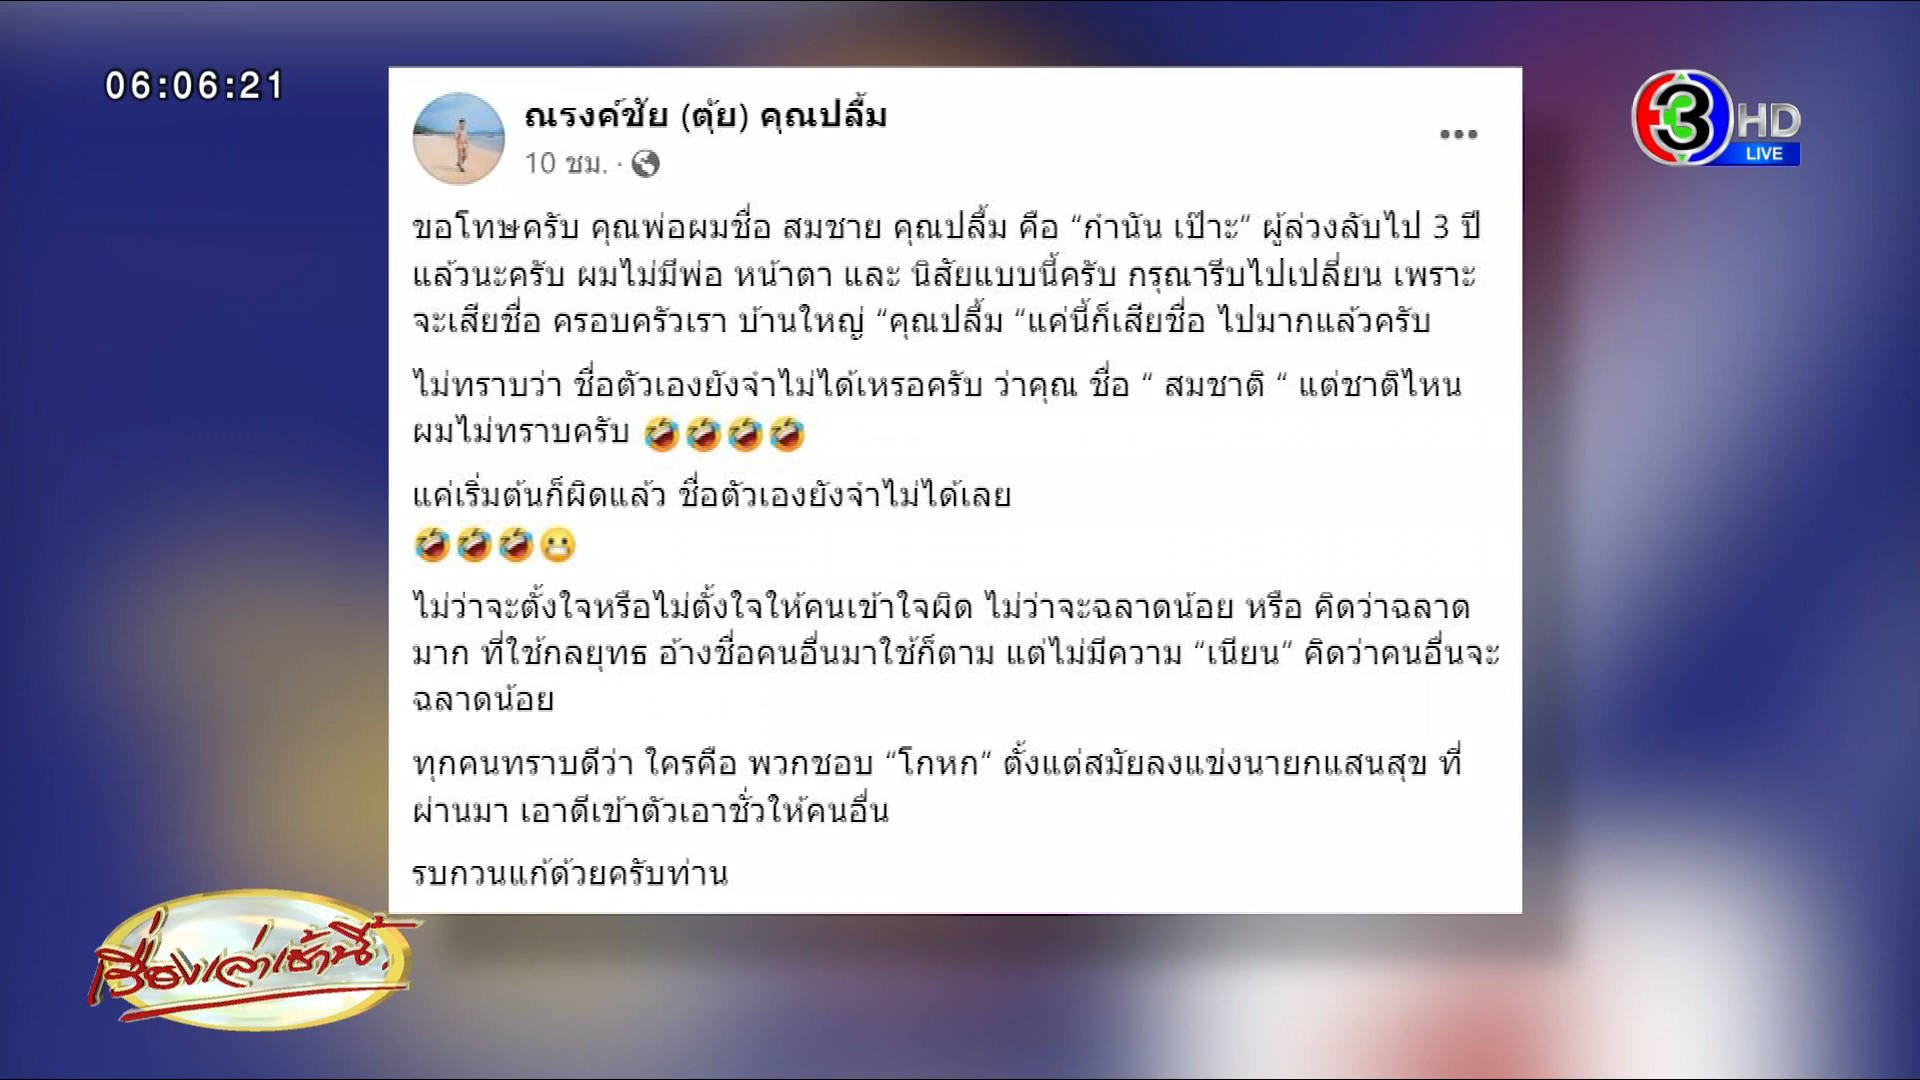 06:06:21
3 HD
LIVE
ณรงค์ชัย (ตุ้ย) คุณปลื้ม
10 ชม. ·
ขอโทษครับ คุณพ่อผมชื่อ สมชาย คุณปลื้ม คือ “กำนัน เป๊าะ” ผู้ล่วงลับไป 3 ปี
แล้วนะครับ ผมไม่มีพ่อ หน้าตา และ นิสัยแบบนี้ครับ กรุณารีบไปเปลี่ยน เพราะ
จะเสียชื่อ ครอบครัวเรา บ้านใหญ่ “คุณปลื้ม “แค่นี้ก็เสียชื่อ ไปมากแล้วครับ
ไม่ทราบว่า ชื่อตัวเองยังจำไม่ได้เหรอครับ ว่าคุณ ชื่อ “ สมชาติ “ แต่ชาติไหน
ผมไม่ทราบครับ 🤣🤣🤣🤣
แค่เริ่มต้นก็ผิดแล้ว ชื่อตัวเองยังจำไม่ได้เลย
🤣🤣🤣😬
ไม่ว่าจะตั้งใจหรือไม่ตั้งใจให้คนเข้าใจผิด ไม่ว่าจะฉลาดน้อย หรือ คิดว่าฉลาด
มาก ที่ใช้กลยุทธ อ้างชื่อคนอื่นมาใช้ก็ตาม แต่ไม่มีความ “เนียน” คิดว่าคนอื่นจะ
ฉลาดน้อย
ทุกคนทราบดีว่า ใครคือ พวกชอบ “โกหก” ตั้งแต่สมัยลงแข่งนายกแสนสุข ที่
ผ่านมา เอาดีเข้าตัวเอาชั่วให้คนอื่น
รบกวนแก้ด้วยครับท่าน
เรื่องเล่าเช้านี้